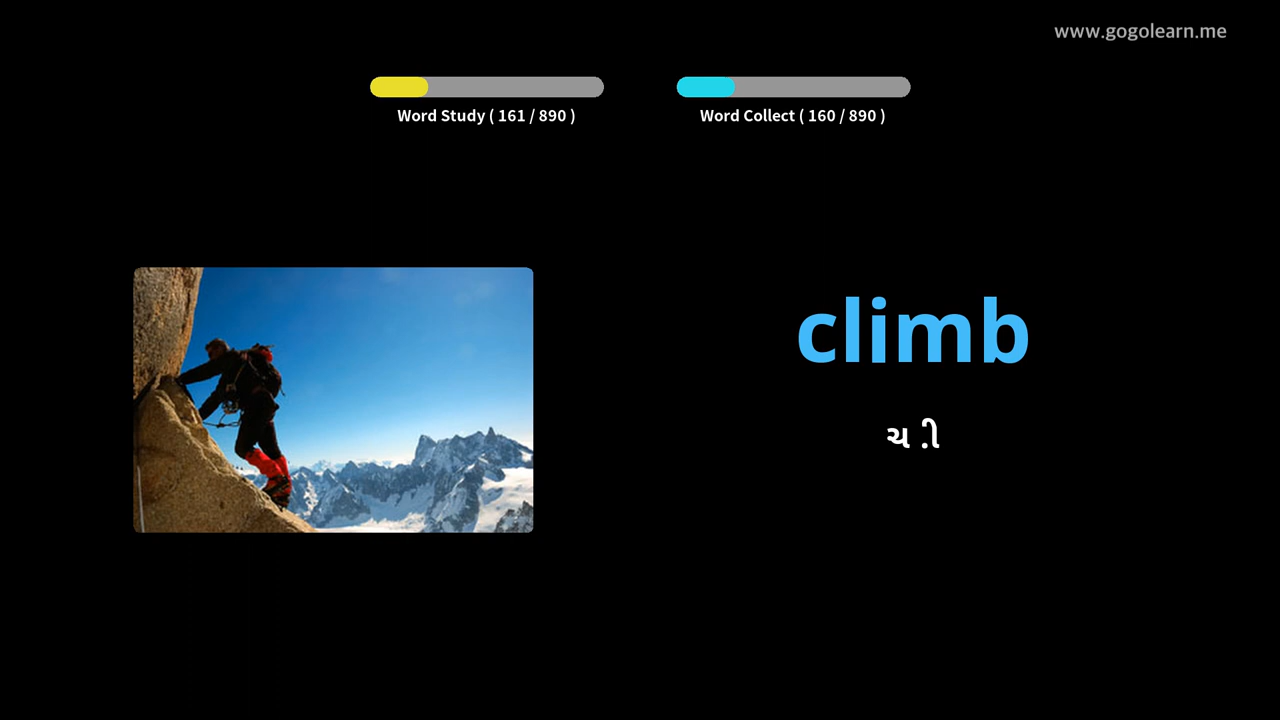 www.gogolearn.me
Word Study ( 161 / 890 )
Word Collect ( 160 / 890 )
climb
ચ .ી